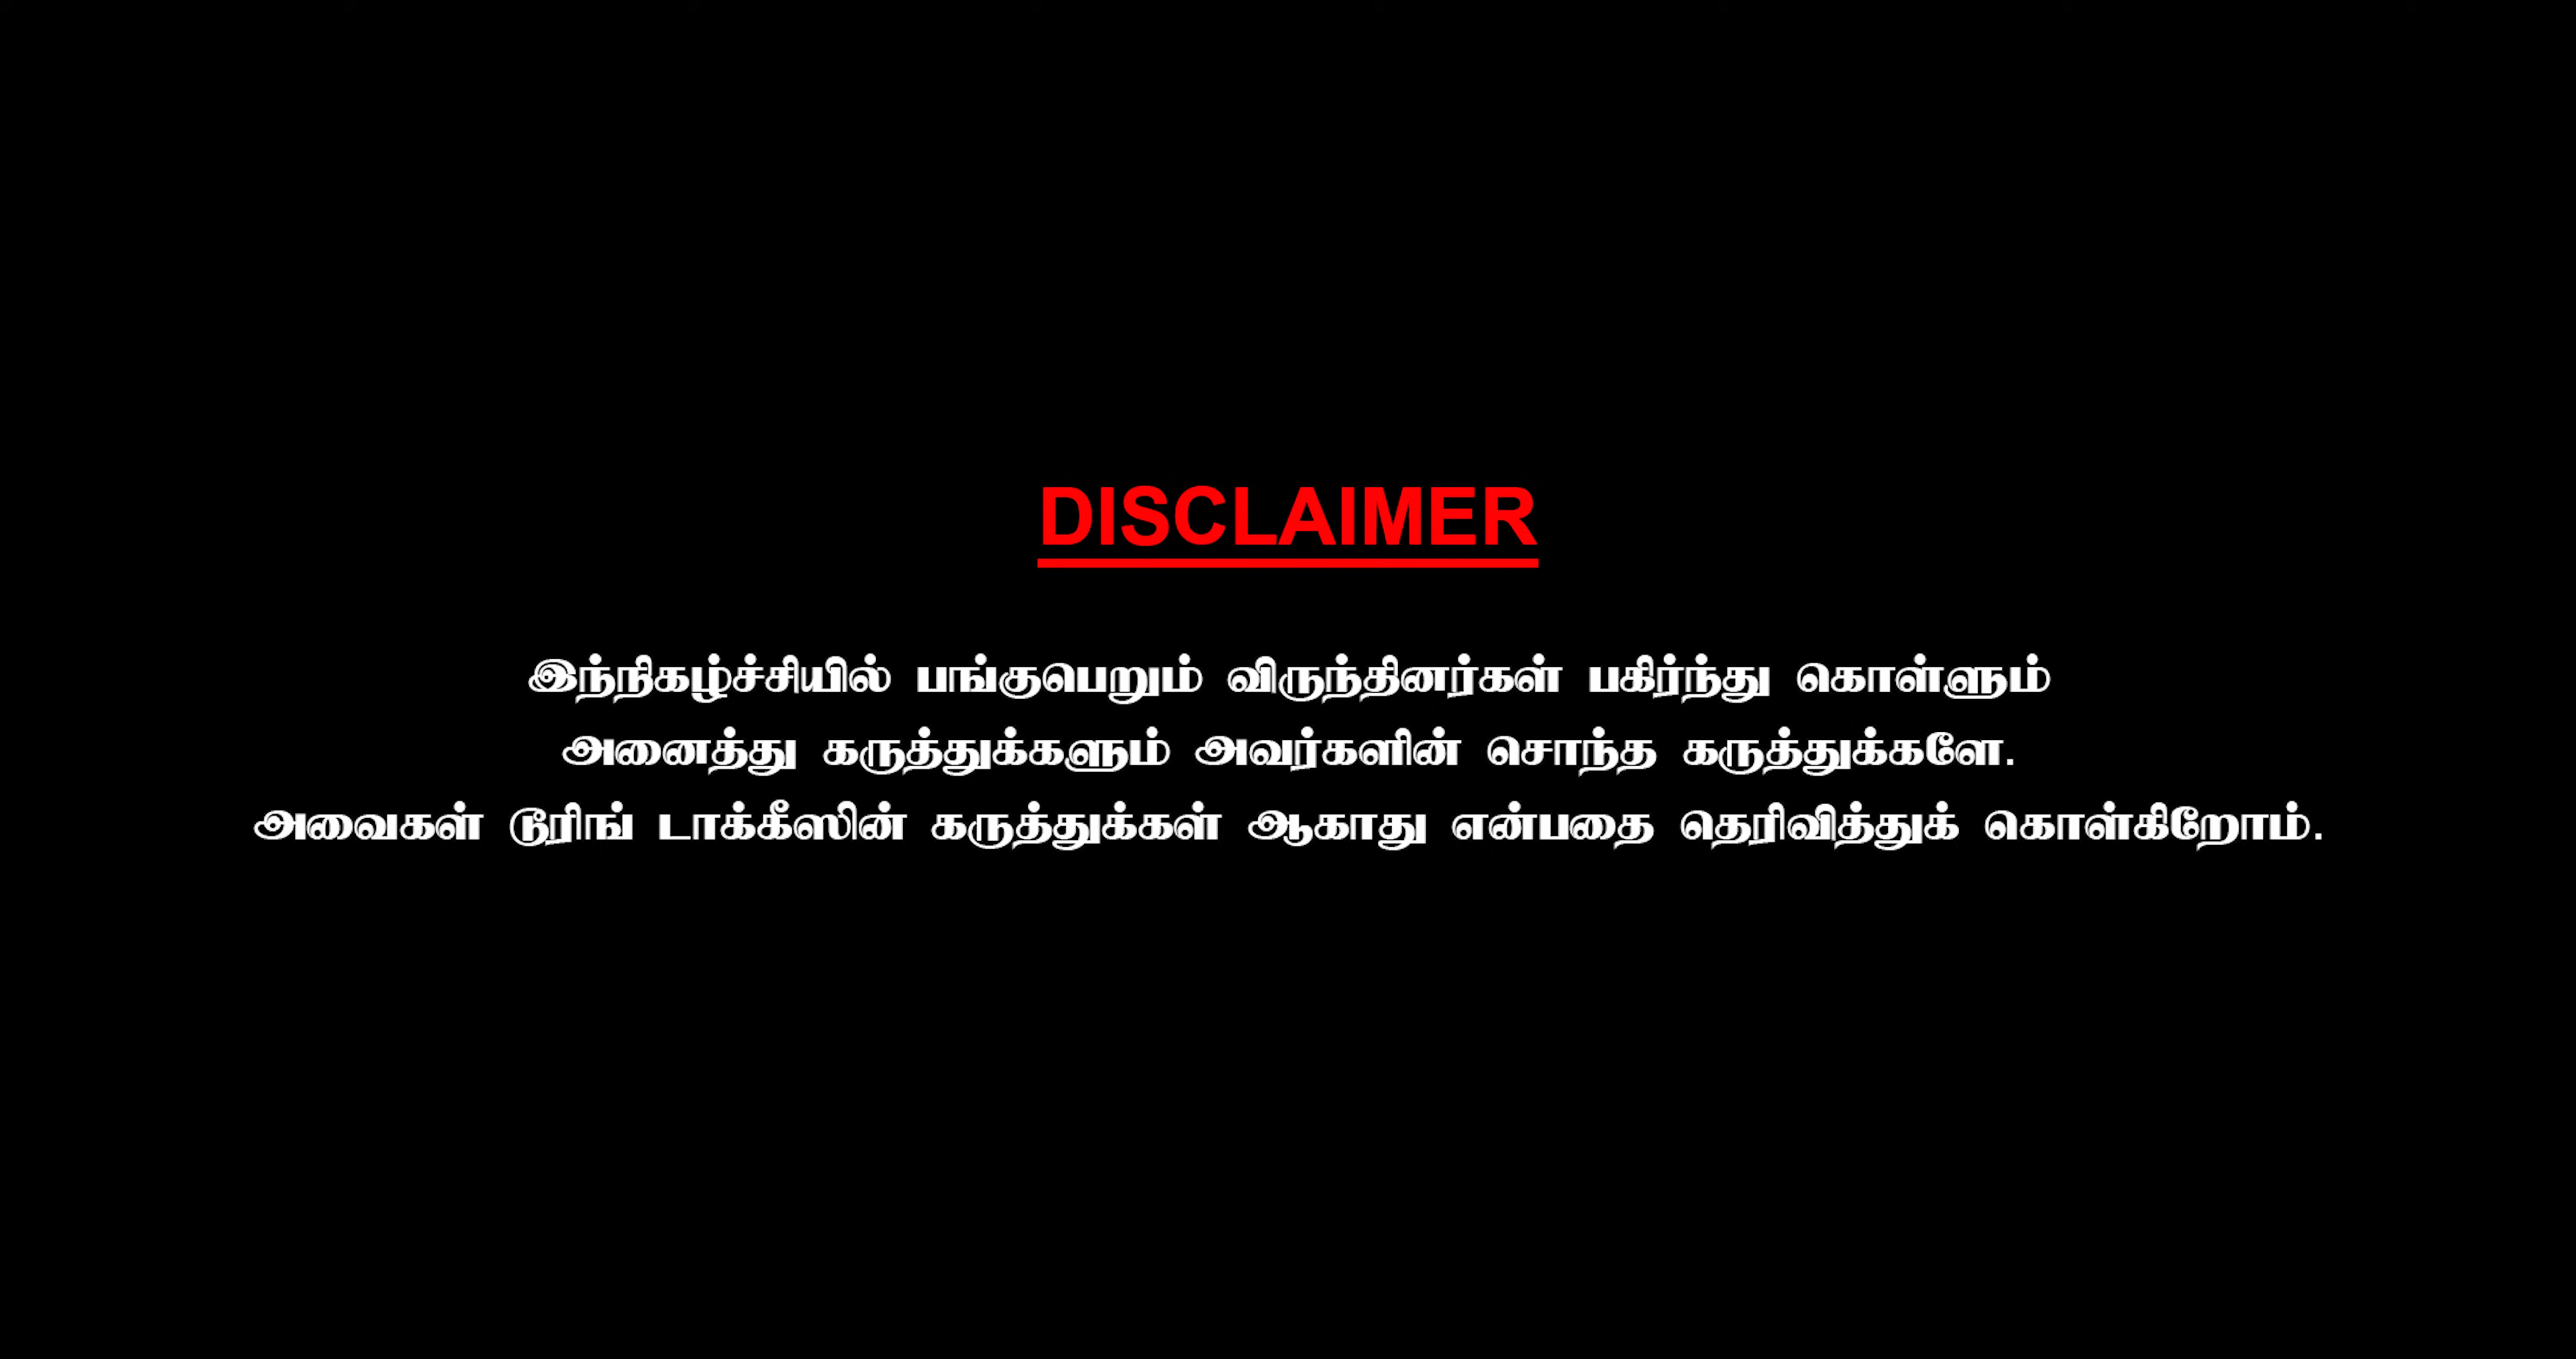 DISCLAIMER
இந்நிகழ்ச்சியில் பங்குபெறும் விருந்தினர்கள் பகிர்ந்து கொள்ளும்
அனைத்து கருத்துக்களும் அவர்களின் சொந்த கருத்துக்களே.
அவைகள் டூரிங் டாக்கீஸின் கருத்துக்கள் ஆகாது என்பதை தெரிவித்துக் கொள்கிறோம்.